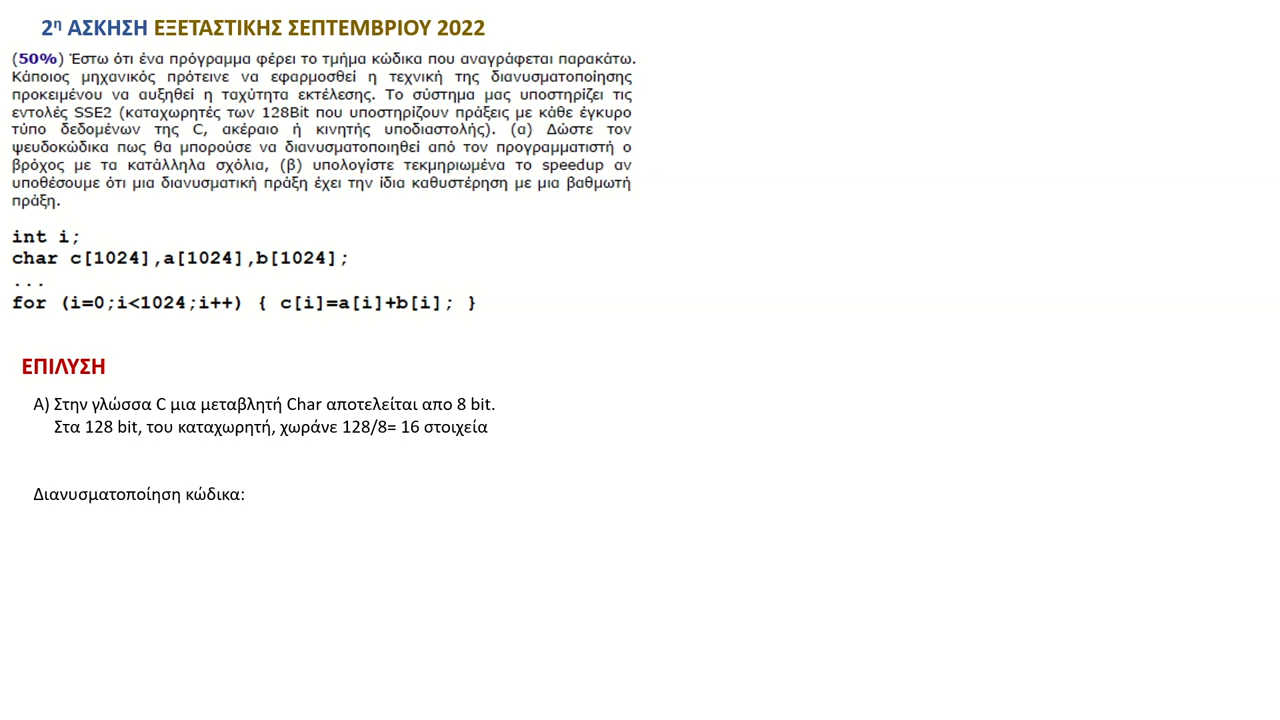 2η ΑΣΚΗΣΗ ΕΞΕΤΑΣΤΙΚΗΣ ΣΕΠΤΕΜΒΡΙΟΥ 2022
(50%) Έστω ότι ένα πρόγραμμα φέρει το τμήμα κώδικα που αναγράφεται παρακάτω.
Κάποιος μηχανικός πρότεινε να εφαρμοσθεί η τεχνική της διανυσματοποίησης
προκειμένου να αυξηθεί η ταχύτητα εκτέλεσης. Το σύστημα μας υποστηρίζει τις
εντολές SSE2 (καταχωρητές των 128Bit που υποστηρίζουν πράξεις με κάθε έγκυρο
τύπο δεδομένων της C, ακέραιο ή κινητής υποδιαστολής). (α) Δώστε τον
ψευδοκώδικα πως θα μπορούσε να διανυσματοποιηθεί από τον προγραμματιστή ο
βρόχος με τα κατάλληλα σχόλια, (β) υπολογίστε τεκμηριωμένα το speedup αν
υποθέσουμε ότι μια διανυσματική πράξη έχει την ίδια καθυστέρηση με μια βαθμωτή
πράξη.
int i;
char c[1024],a[1024],b[1024];
...
for (i=0;i<1024;i++) { c[i]=a[i]+b[i]; }
ΕΠΙΛΥΣΗ
Α) Στην γλώσσα C μια μεταβλητή Char αποτελείται απο 8 bit.
Στα 128 bit, του καταχωρητή, χωράνε 128/8= 16 στοιχεία
Διανυσματοποίηση κώδικα: